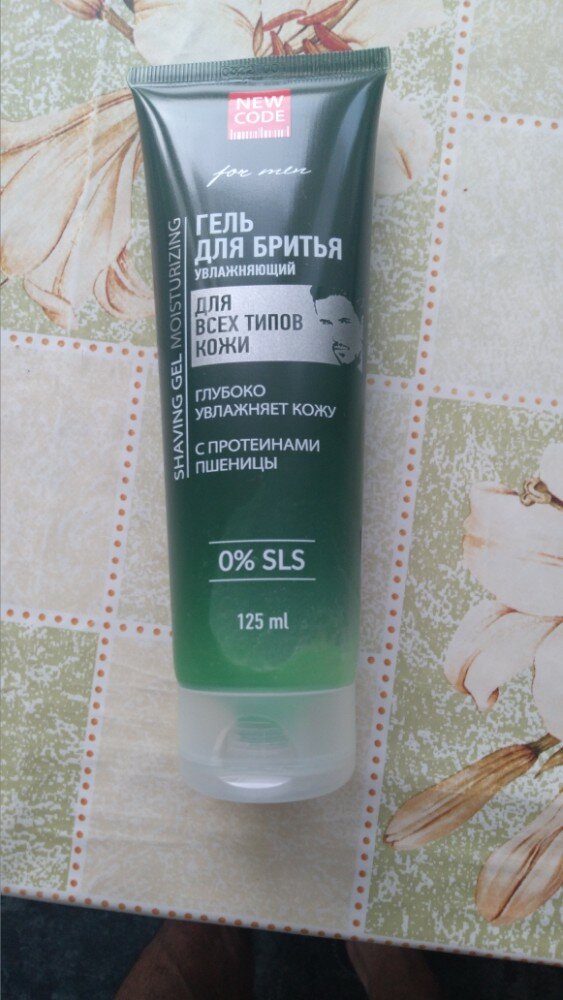 NEW
CODE
for men
SHAVING GEL MOISTURIZING
ГЕЛЬ
ДЛЯ БРИТЬЯ
УВЛАЖНЯЮЩИЙ
ДЛЯ
ВСЕХ ТИПОВ
КОЖИ
ГЛУБОКО
УВЛАЖНЯЕТ КОЖУ
С ПРОТЕИНАМИ
ПШЕНИЦЫ
0% SLS
125 ml